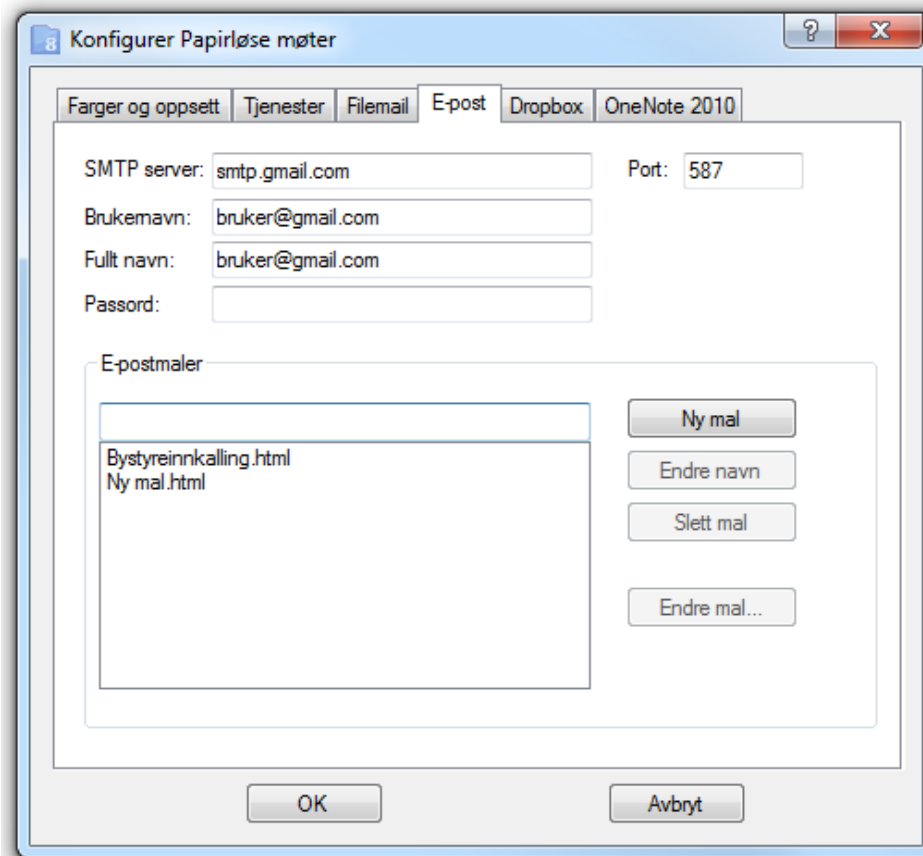 8 Konfigurer Papirløse møter ? X
Farger og oppsett Tjenester Filemail E-post Dropbox OneNote 2010
SMTP server: smtp.gmail.com Port: 587
Brukernavn: bruker@gmail.com
Fullt navn: bruker@gmail.com
Passord:
E-postmaler
Ny mal
Bystyreinnkalling.html
Ny mal.html
Endre navn
Slett mal
Endre mal...
OK Avbryt